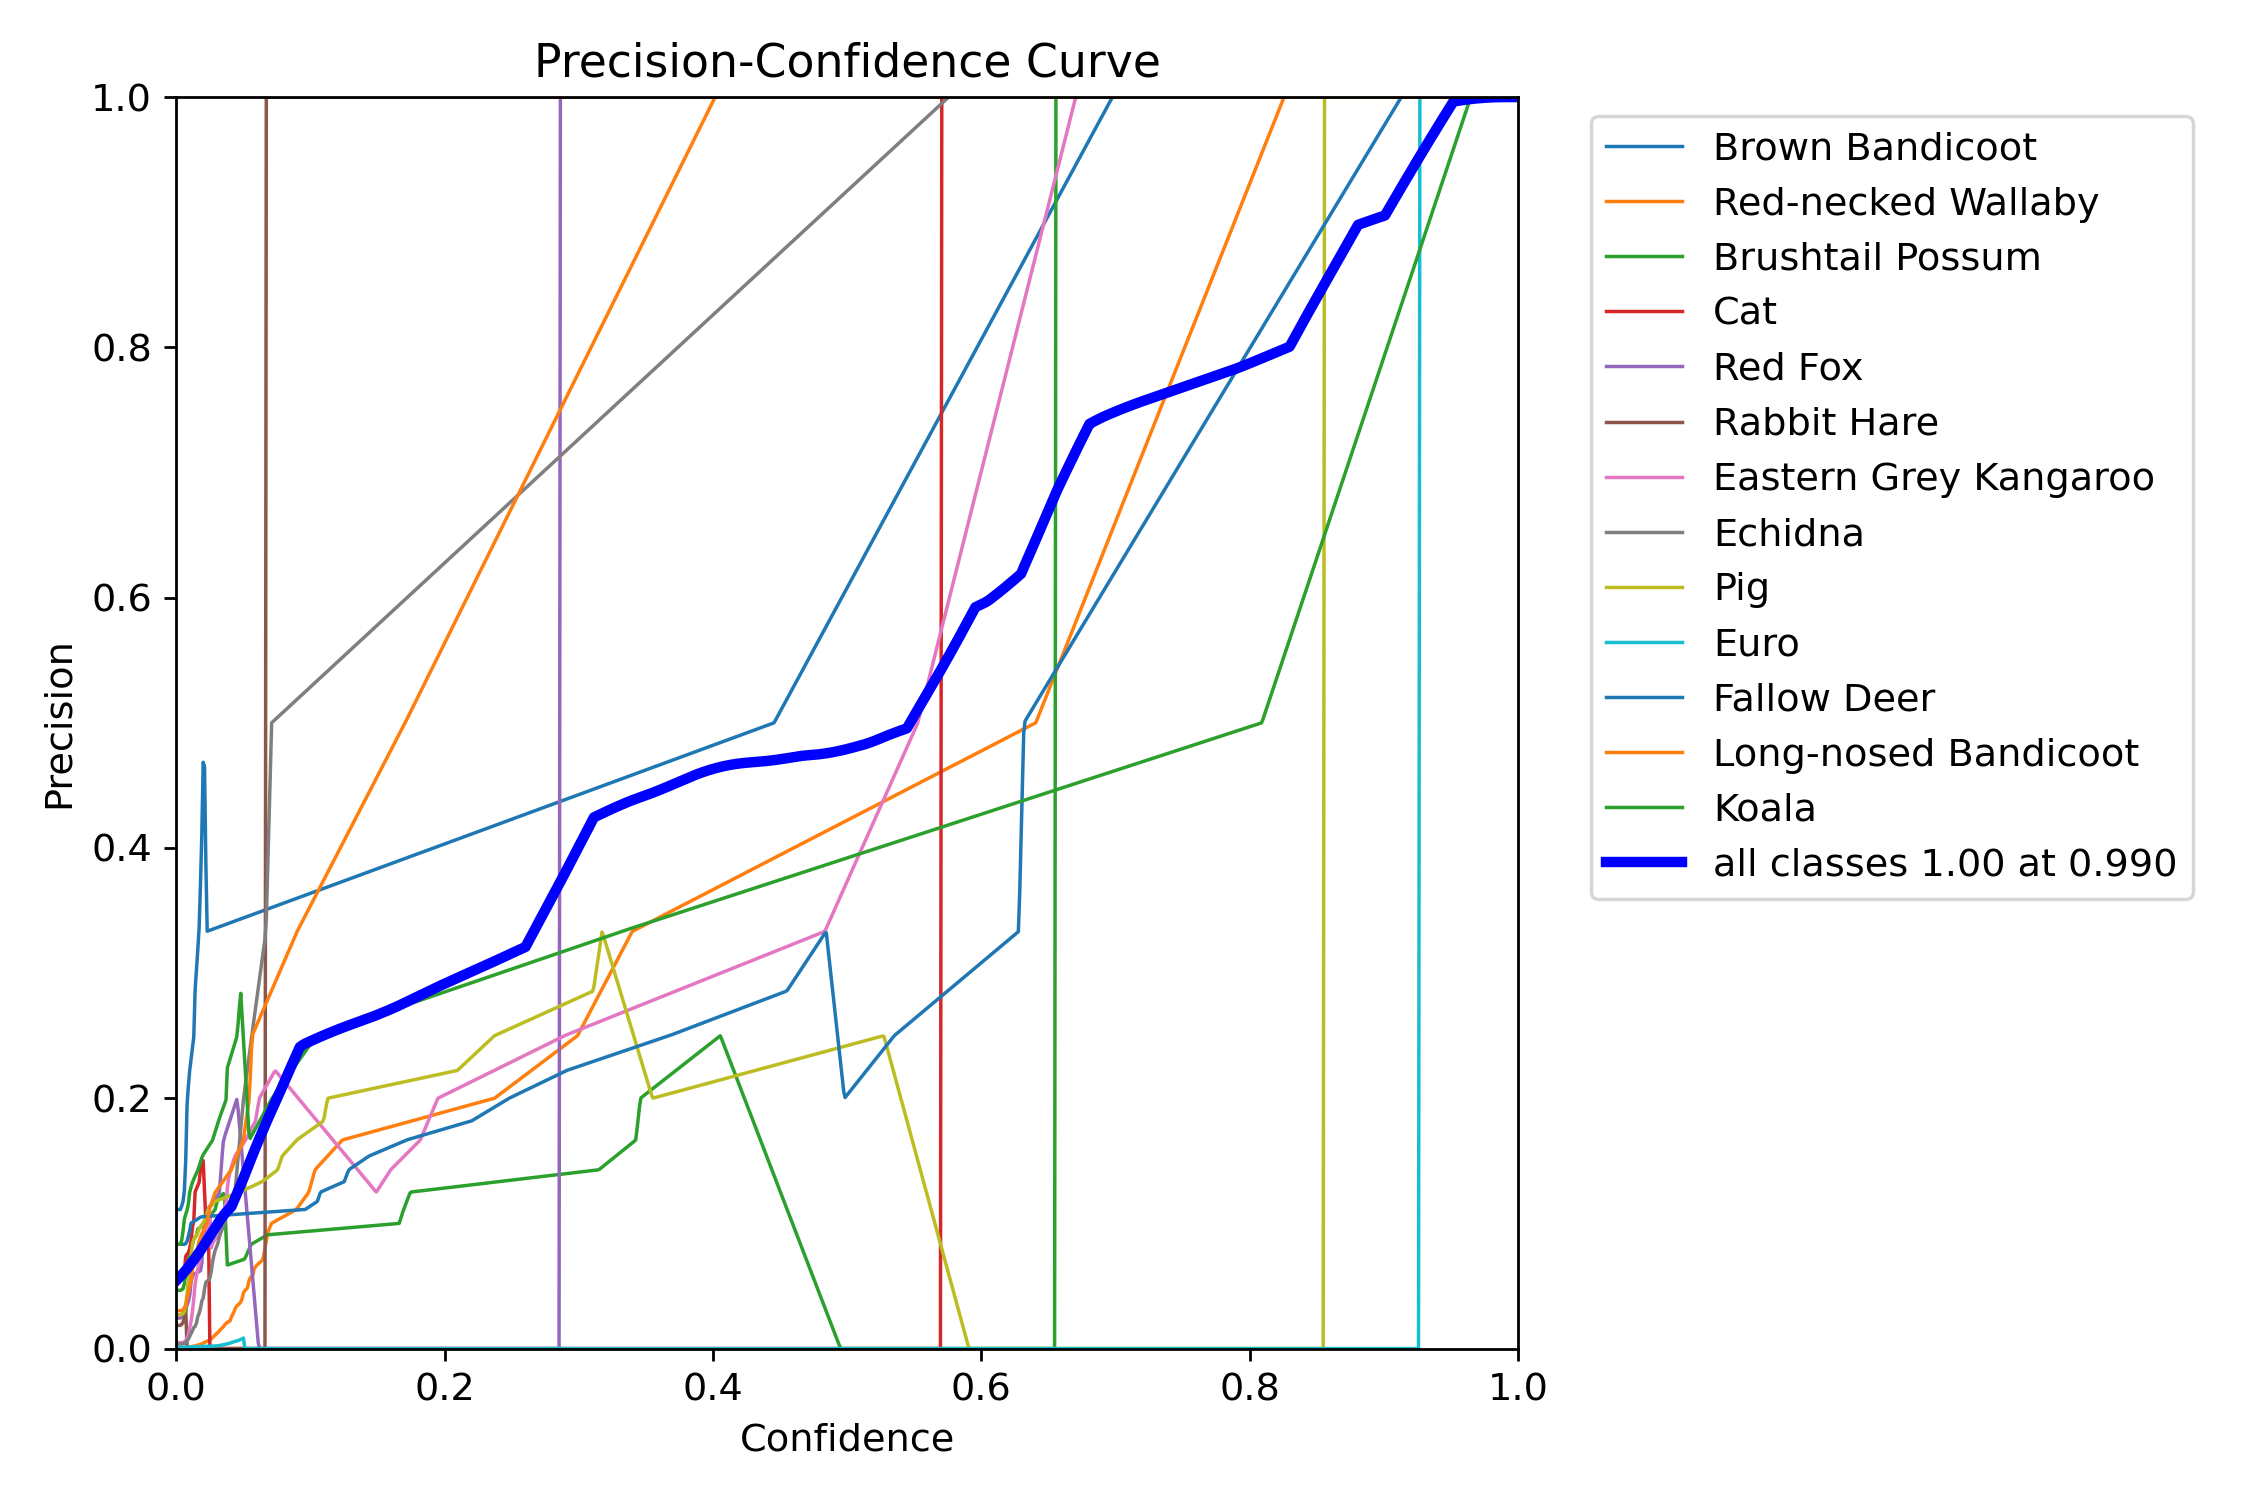 Precision-Confidence Curve
1.0
0.8
0.6
0.4
0.2
0.0
Precision
0.0 0.2 0.4 0.6 0.8 1.0
Confidence
Brown Bandicoot
Red-necked Wallaby
Brushtail Possum
Cat
Red Fox
Rabbit Hare
Eastern Grey Kangaroo
Echidna
Pig
Euro
Fallow Deer
Long-nosed Bandicoot
Koala
all classes 1.00 at 0.990